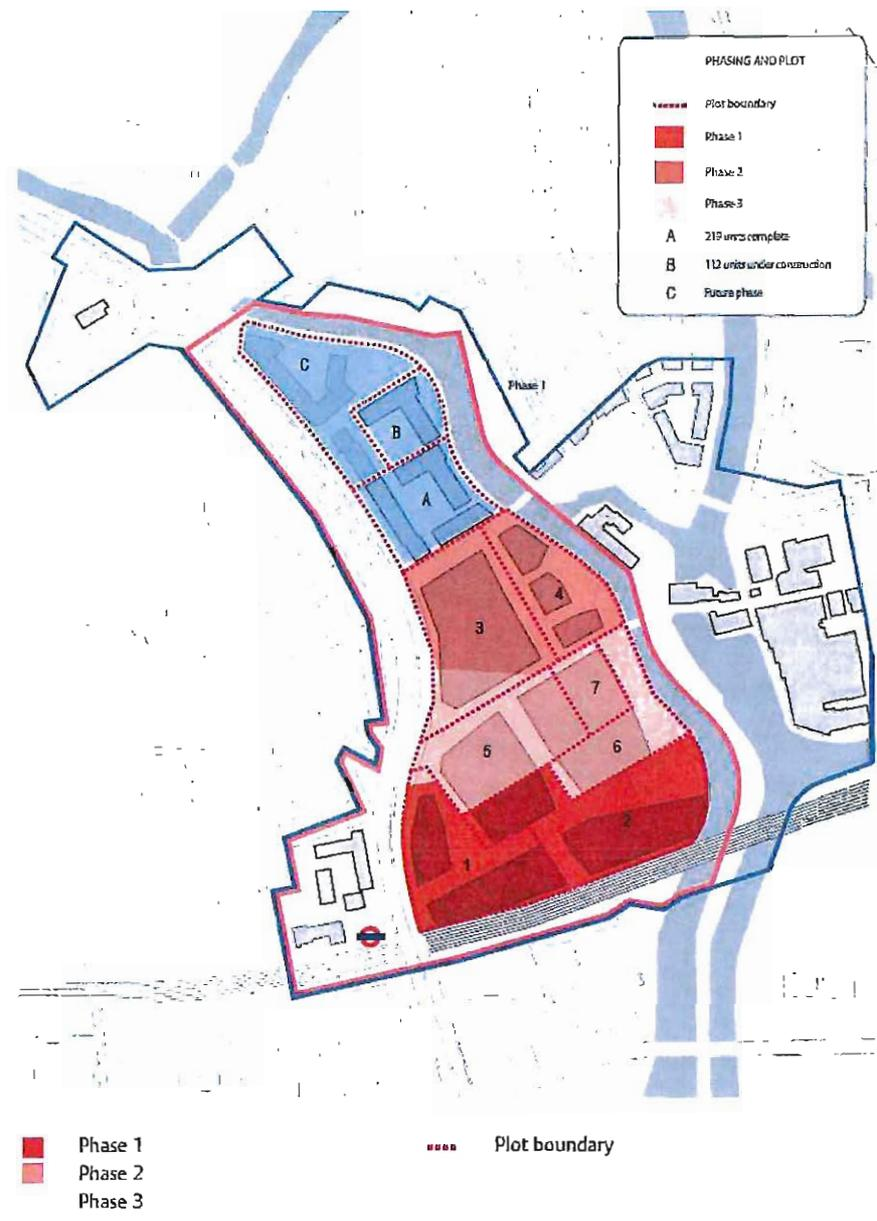 PHASING AND PLOT
Plot boundary
Phase 1
Phase 2
Phase 3
A 219 units complete
B 112 units under construction
C Future phase
C
Phase 1
B
A
4
3
7
5
6
2
1
Phase 1
Plot boundary
Phase 2
Phase 3